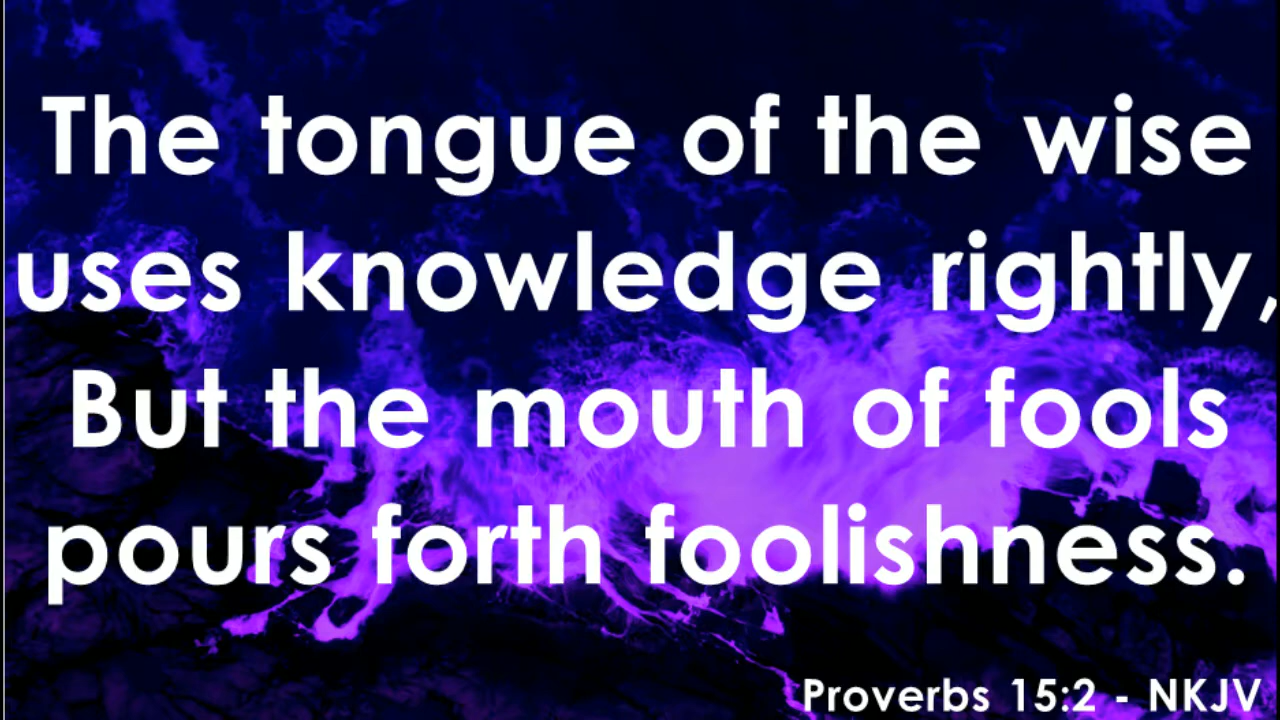 The tongue of the wise
uses knowledge rightly,
But the mouth of fools
pours forth foolishness.
Proverbs 15:2 - NKJV